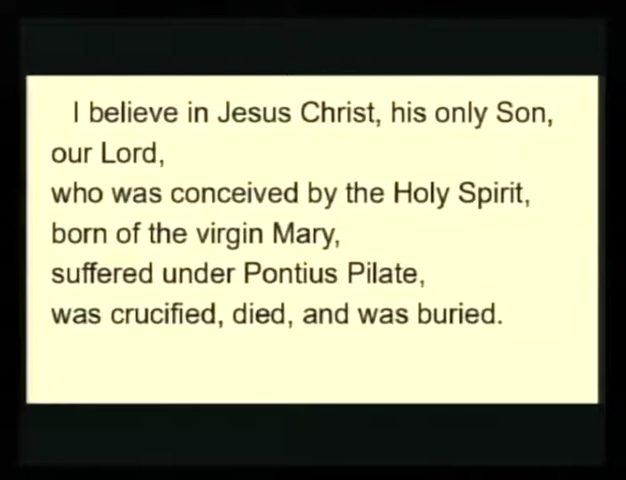 I believe in Jesus Christ, his only Son,
our Lord,
who was conceived by the Holy Spirit,
born of the virgin Mary,
suffered under Pontius Pilate,
was crucified, died, and was buried.